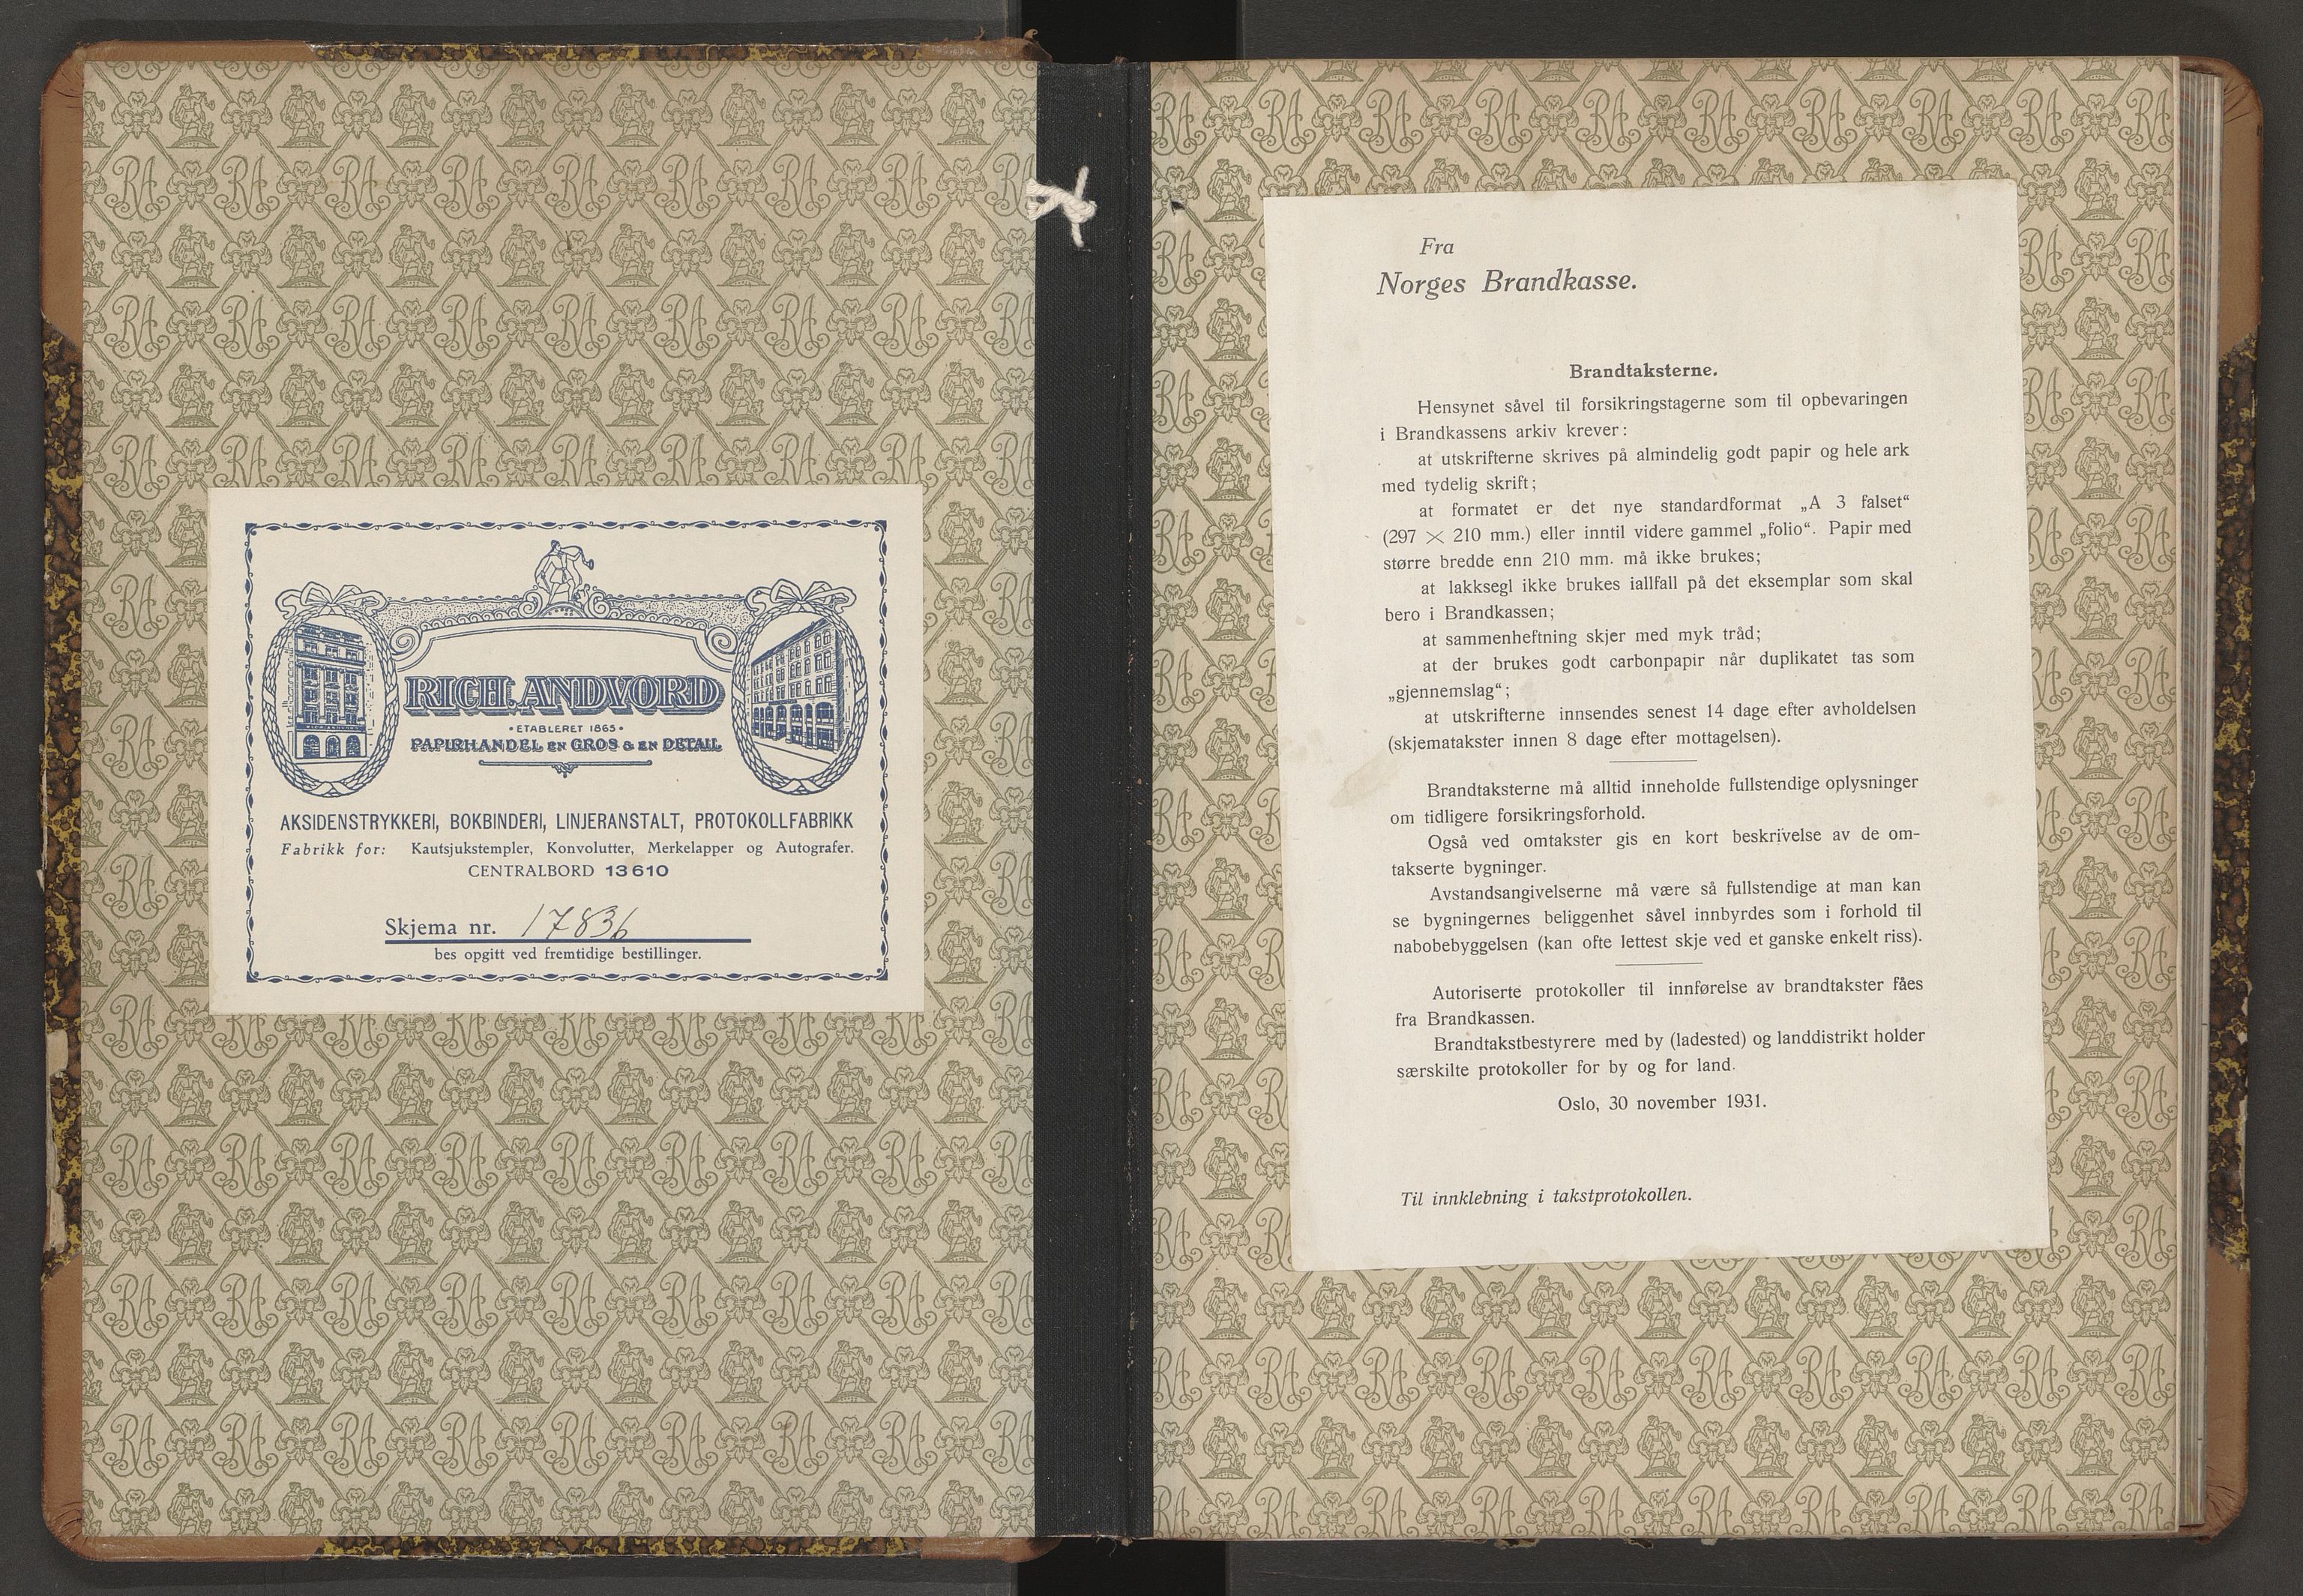 RICH. ANDVORD
• ETABLERET 1865 •
PAPIRHANDEL EN GROS & EN DETAIL
AKSIDENSTRYKKERI, BOKBINDERI, LINJERANSTALT, PROTOKOLLFABRIKK
Fabrikk for: Kautsjukstempler, Konvolutter, Merkelapper og Autografer.
CENTRALBORD 13610
Skjema nr. 17836
bes opgitt ved fremtidige bestillinger.
Fra
Norges Brandkasse.
Brandtaksterne.
Hensynet såvel til forsikringstagerne som til opbevaringen
i Brandkassens arkiv krever:
at utskrifterne skrives på almindelig godt papir og hele ark
med tydelig skrift;
at formatet er det nye standardformat „A 3 falset“
(297 × 210 mm.) eller inntil videre gammel „folio“. Papir med
større bredde enn 210 mm. må ikke brukes;
at lakksegl ikke brukes iallfall på det eksemplar som skal
bero i Brandkassen;
at sammenheftning skjer med myk tråd;
at der brukes godt carbonpapir når duplikatet tas som
„gjennemslag“;
at utskrifterne innsendes senest 14 dage efter avholdelsen
(skjematakster innen 8 dage efter mottagelsen).
Brandtaksterne må alltid inneholde fullstendige oplysninger
om tidligere forsikringsforhold.
Også ved omtakster gis en kort beskrivelse av de om-
takserte bygninger.
Avstandsangivelserne må være så fullstendige at man kan
se bygningernes beliggenhet såvel innbyrdes som i forhold til
nabobebyggelsen (kan ofte lettest skje ved et ganske enkelt riss).
Autoriserte protokoller til innførelse av brandtakster fåes
fra Brandkassen.
Brandtakstbestyrere med by (ladested) og landdistrikt holder
særskilte protokoller for by og for land.
Oslo, 30 november 1931.
Til innklebning i takstprotokollen.